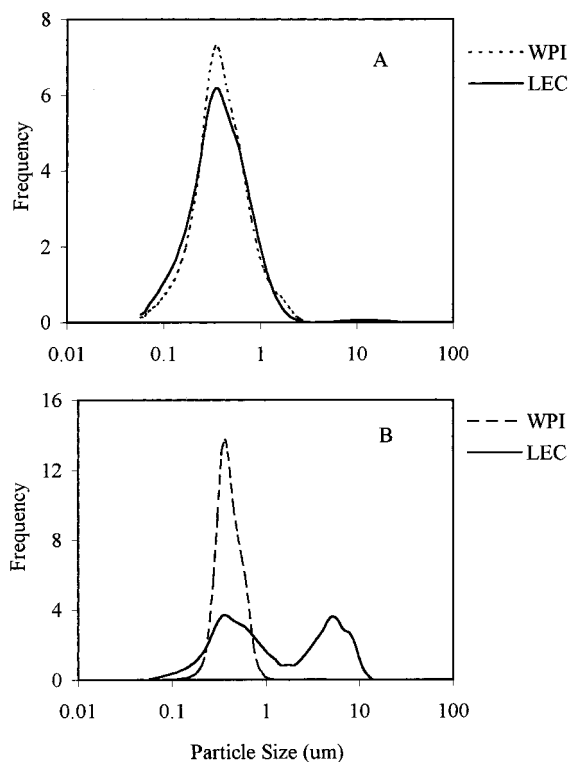 8
6
4
2
0
Frequency
A
WPI
LEC
0.01 0.1 1 10 100
16
12
8
4
0
Frequency
B
WPI
LEC
0.01 0.1 1 10 100
Particle Size (um)